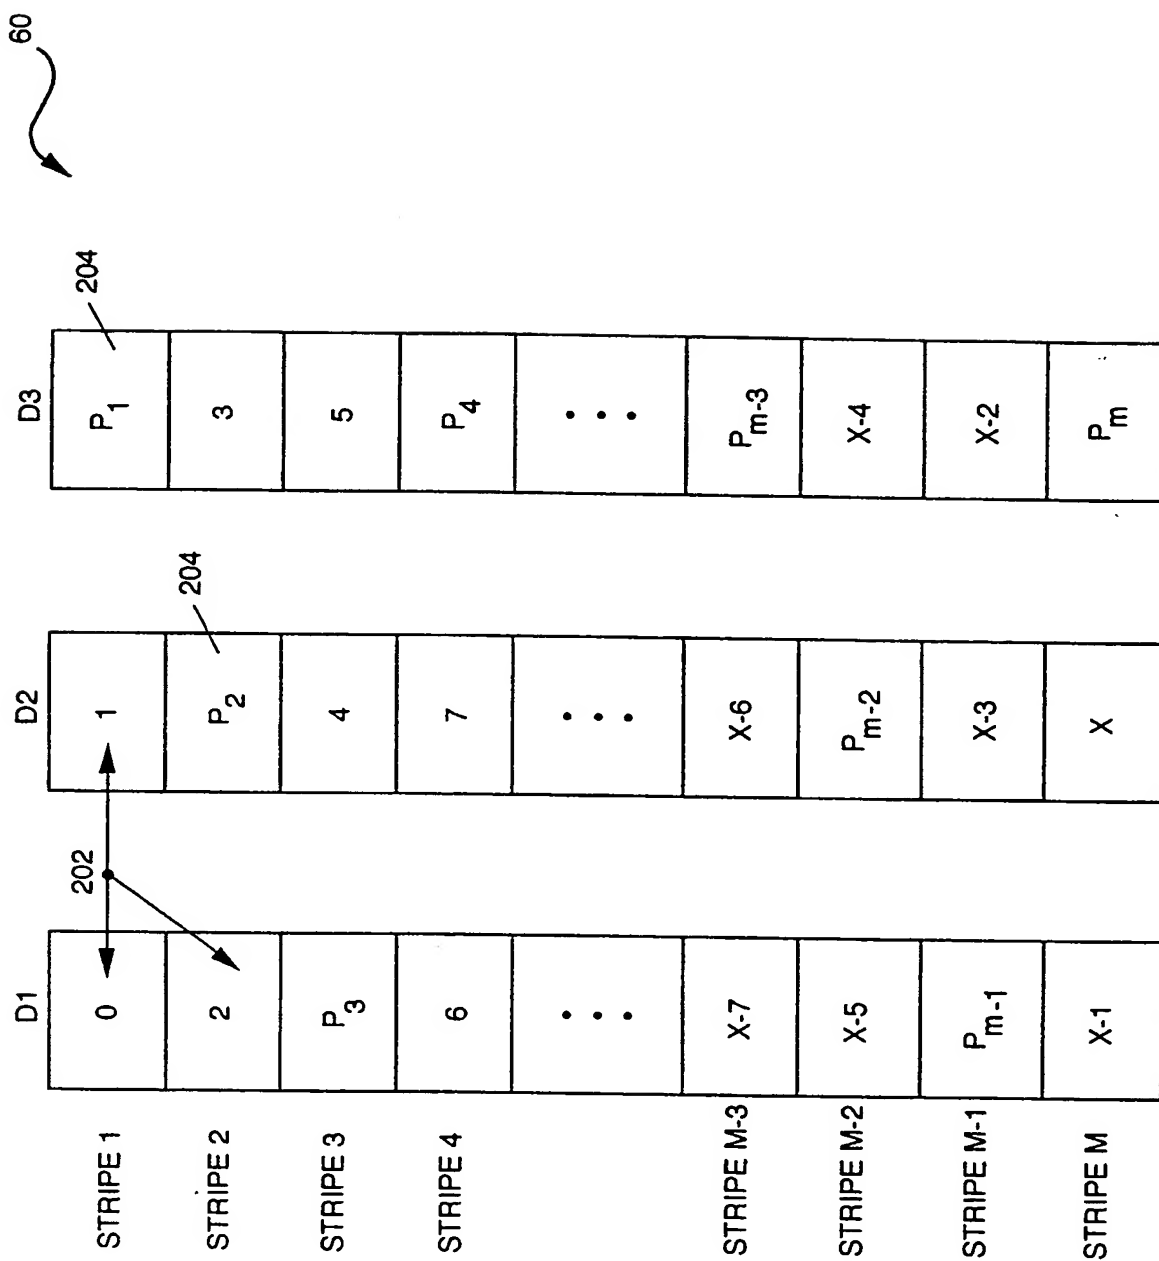 60
D1 D2 D3
202
204
204
STRIPE 1 0 1 P1
STRIPE 2 2 P2 3
STRIPE 3 P3 4 5
STRIPE 4 6 7 P4
• • • • • • • • •
STRIPE M-3 X-7 X-6 Pm-3
STRIPE M-2 X-5 Pm-2 X-4
STRIPE M-1 Pm-1 X-3 X-2
STRIPE M X-1 X Pm